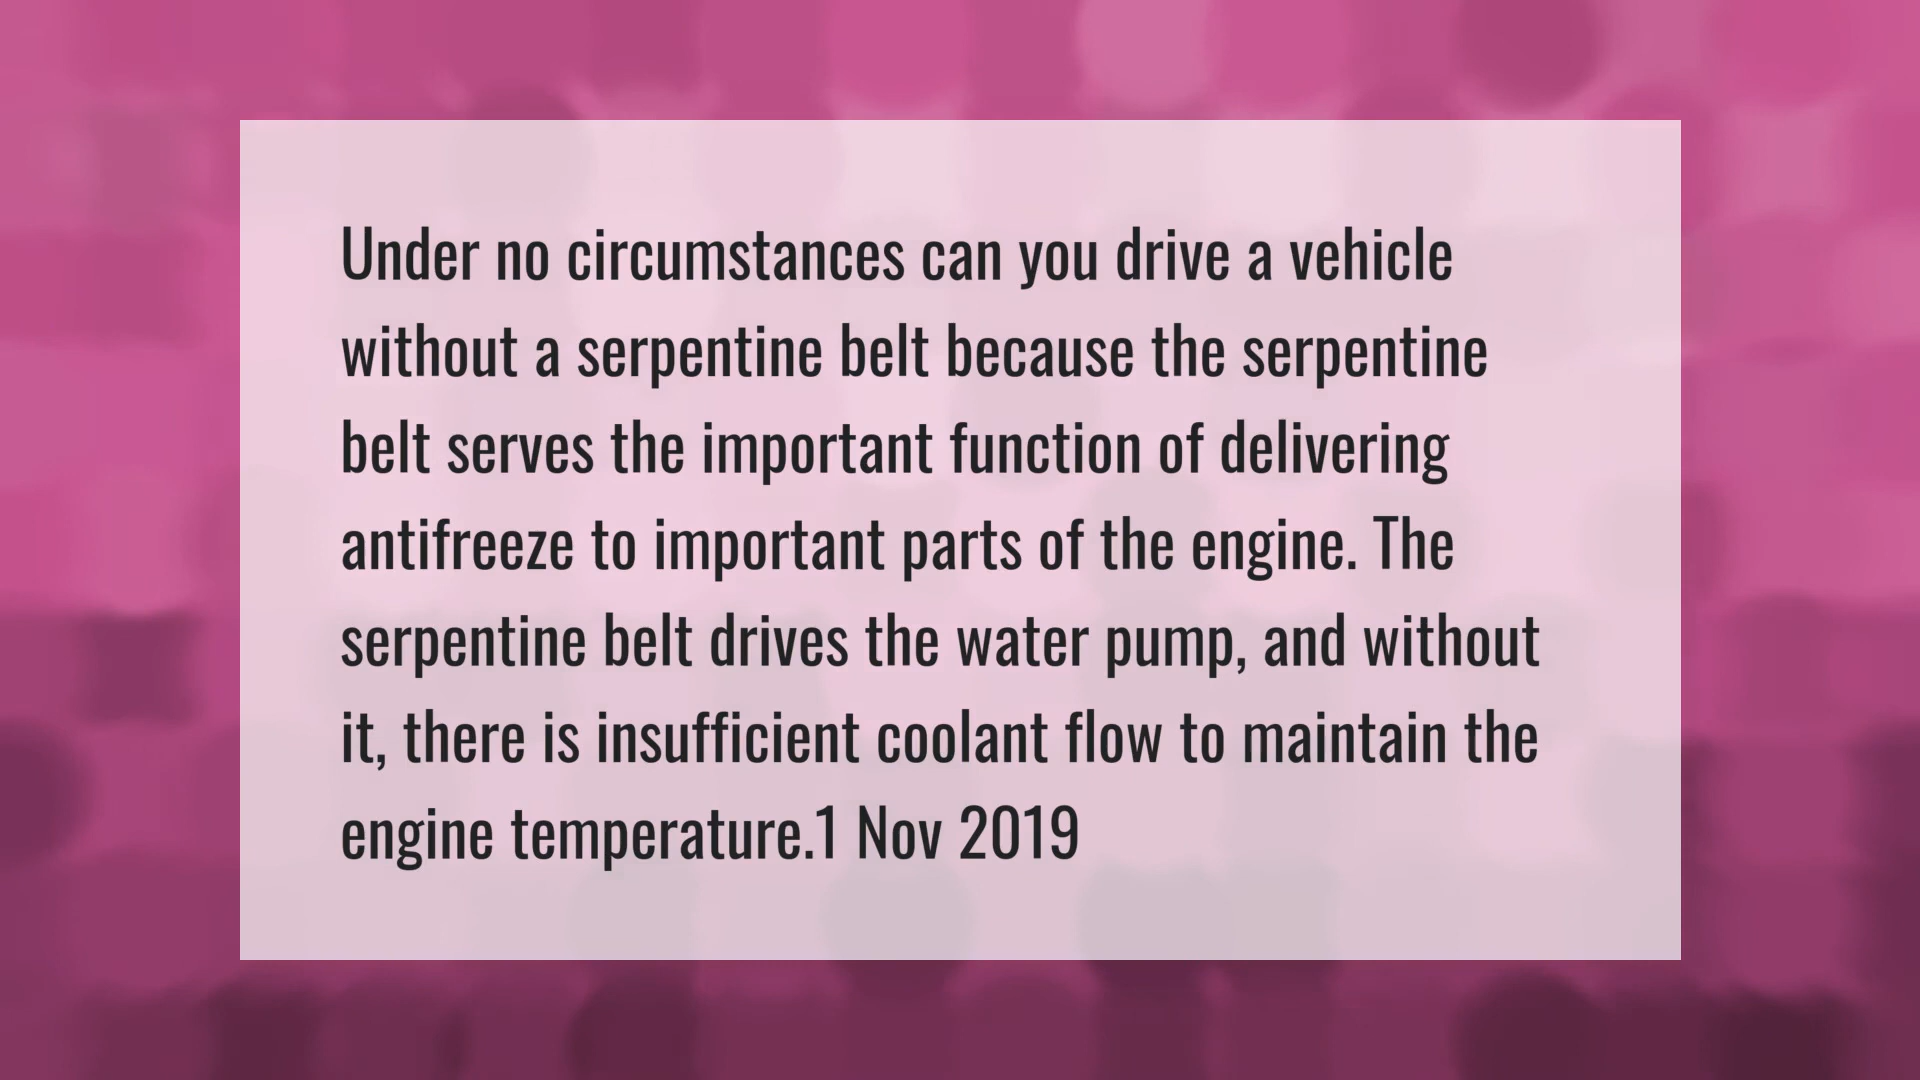 Under no circumstances can you drive a vehicle
without a serpentine belt because the serpentine
belt serves the important function of delivering
antifreeze to important parts of the engine. The
serpentine belt drives the water pump, and without
it, there is insufficient coolant flow to maintain the
engine temperature.1 Nov 2019